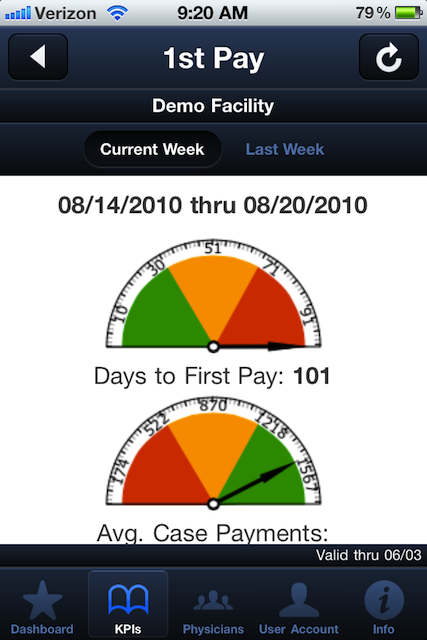 Verizon 9:20 AM 79%
1st Pay
Demo Facility
Current Week Last Week
08/14/2010 thru 08/20/2010
10 30 51 71 91
Days to First Pay: 101
174 522 870 1218 1567
Avg. Case Payments:
Valid thru 06/03
Dashboard KPIs Physicians User Account Info